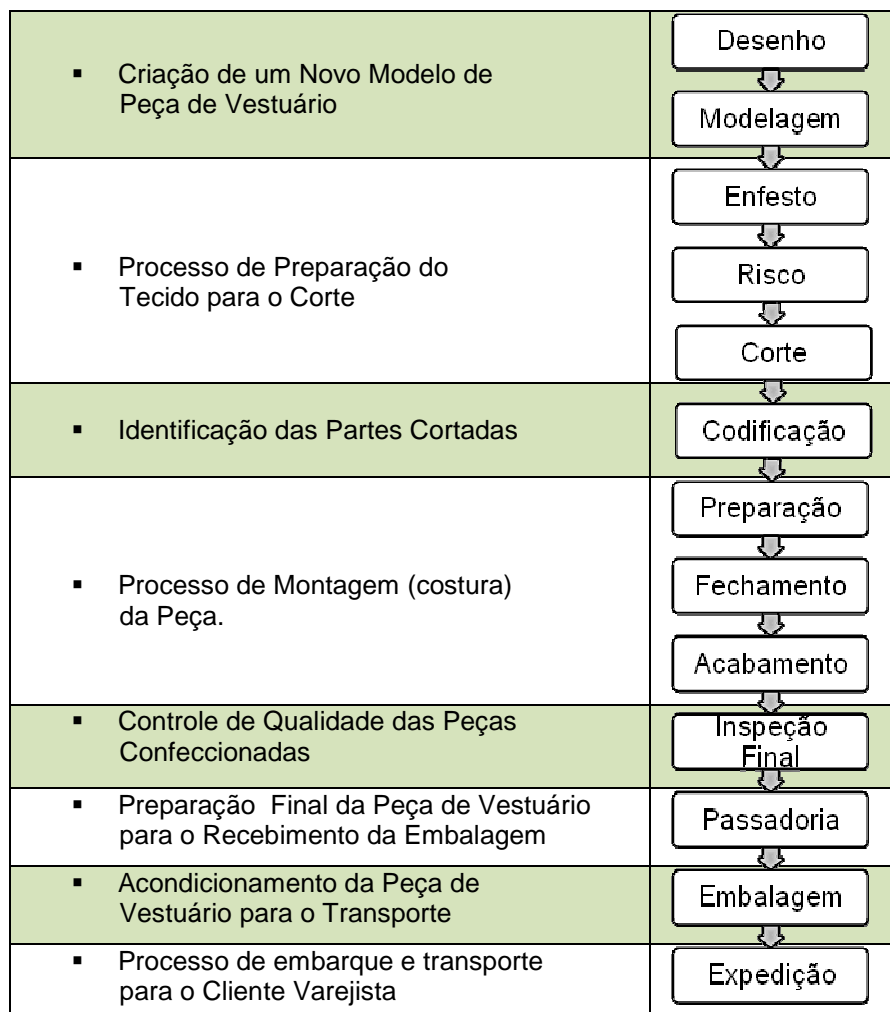 ▪ Criação de um Novo Modelo de
Peça de Vestuário
Desenho
Modelagem
▪ Processo de Preparação do
Tecido para o Corte
Enfesto
Risco
Corte
▪ Identificação das Partes Cortadas
Codificação
▪ Processo de Montagem (costura)
da Peça.
Preparação
Fechamento
Acabamento
▪ Controle de Qualidade das Peças
Confeccionadas
Inspeção
Final
▪ Preparação Final da Peça de Vestuário
para o Recebimento da Embalagem
Passadoria
▪ Acondicionamento da Peça de
Vestuário para o Transporte
Embalagem
▪ Processo de embarque e transporte
para o Cliente Varejista
Expedição